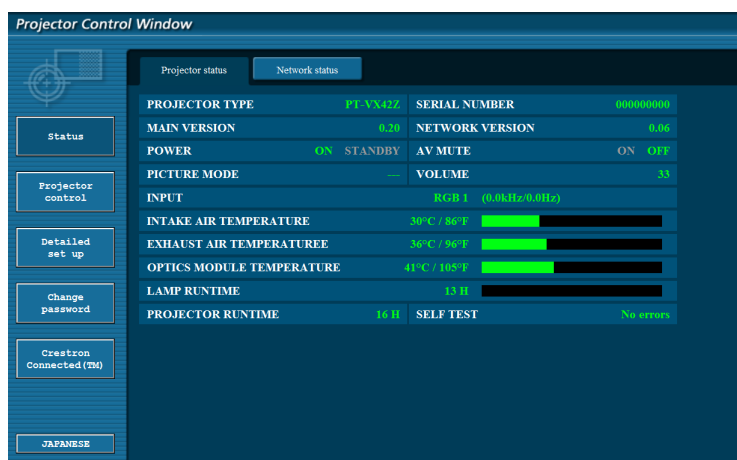 Projector Control Window
Projector status
Network status
PROJECTOR TYPE PT-VX42Z SERIAL NUMBER 000000000
MAIN VERSION 0.20 NETWORK VERSION 0.06
POWER ON STANDBY AV MUTE ON OFF
PICTURE MODE --- VOLUME 33
INPUT RGB 1 (0.0kHz/0.0Hz)
INTAKE AIR TEMPERATURE 30°C / 86°F
EXHAUST AIR TEMPERATUREE 36°C / 96°F
OPTICS MODULE TEMPERATURE 41°C / 105°F
LAMP RUNTIME 13 H
PROJECTOR RUNTIME 16 H SELF TEST No errors
Status
Projector
control
Detailed
set up
Change
password
Crestron
Connected(TM)
JAPANESE